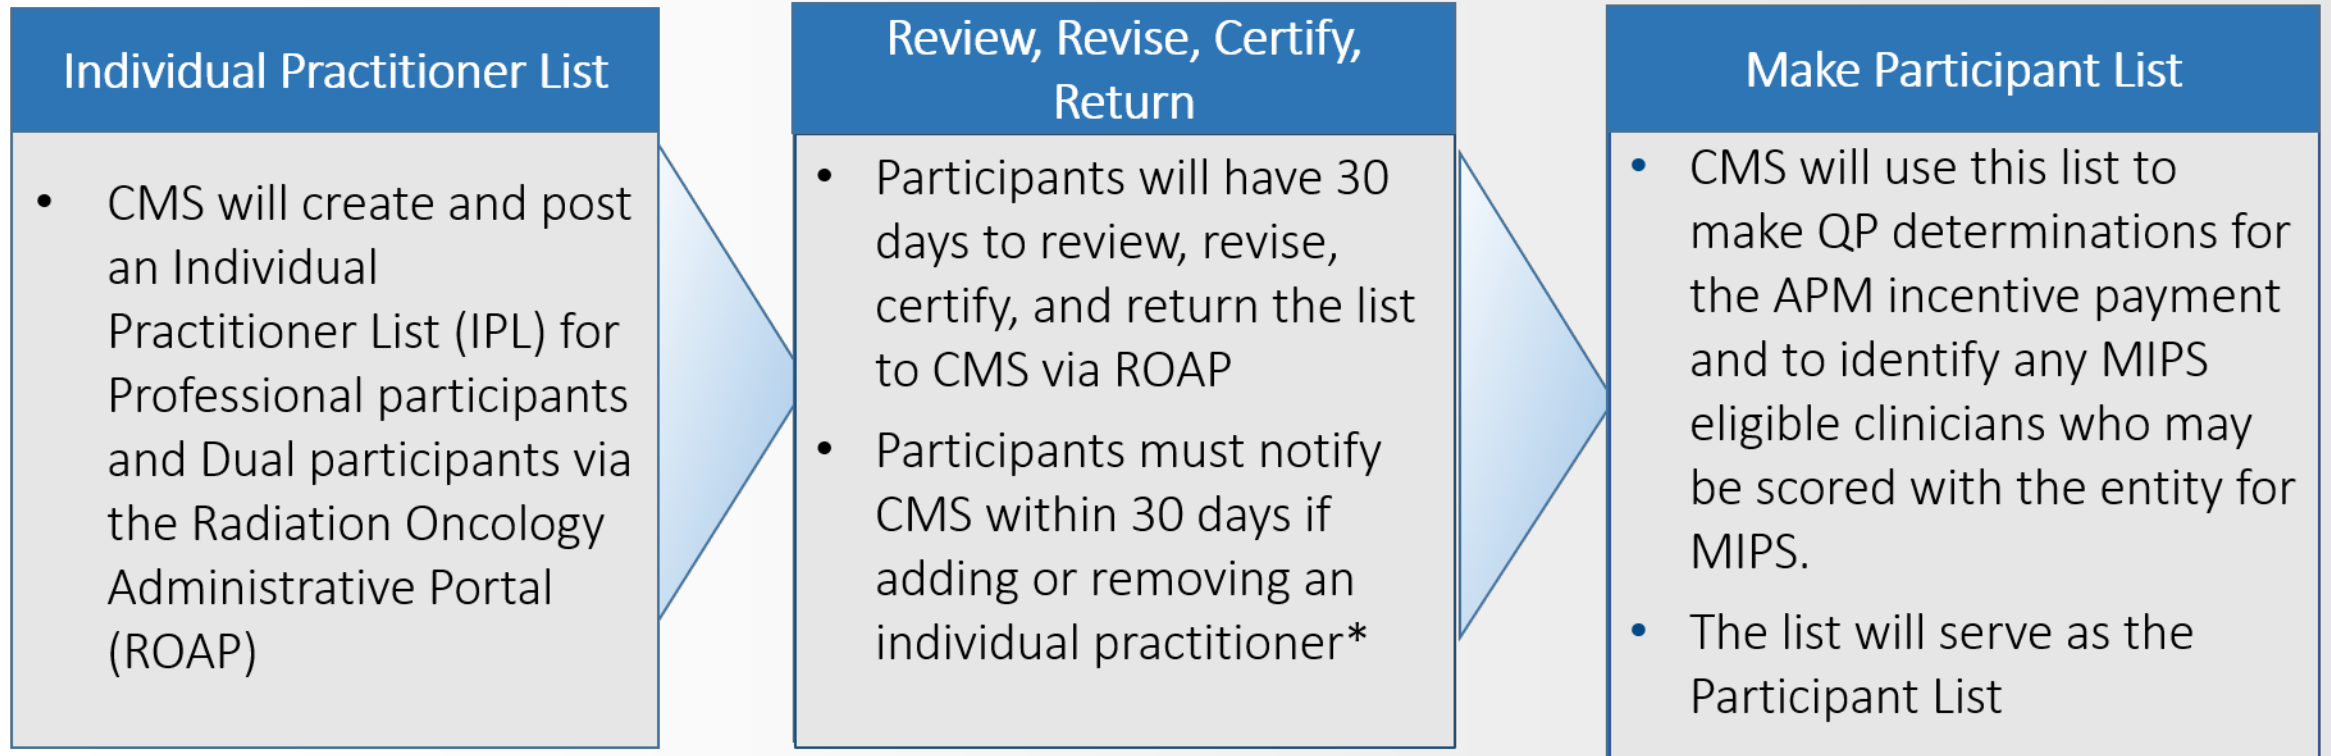 Individual Practitioner List
• CMS will create and post
an Individual
Practitioner List (IPL) for
Professional participants
and Dual participants via
the Radiation Oncology
Administrative Portal
(ROAP)
Review, Revise, Certify,
Return
• Participants will have 30
days to review, revise,
certify, and return the list
to CMS via ROAP
• Participants must notify
CMS within 30 days if
adding or removing an
individual practitioner*
Make Participant List
• CMS will use this list to
make QP determinations for
the APM incentive payment
and to identify any MIPS
eligible clinicians who may
be scored with the entity for
MIPS.
• The list will serve as the
Participant List